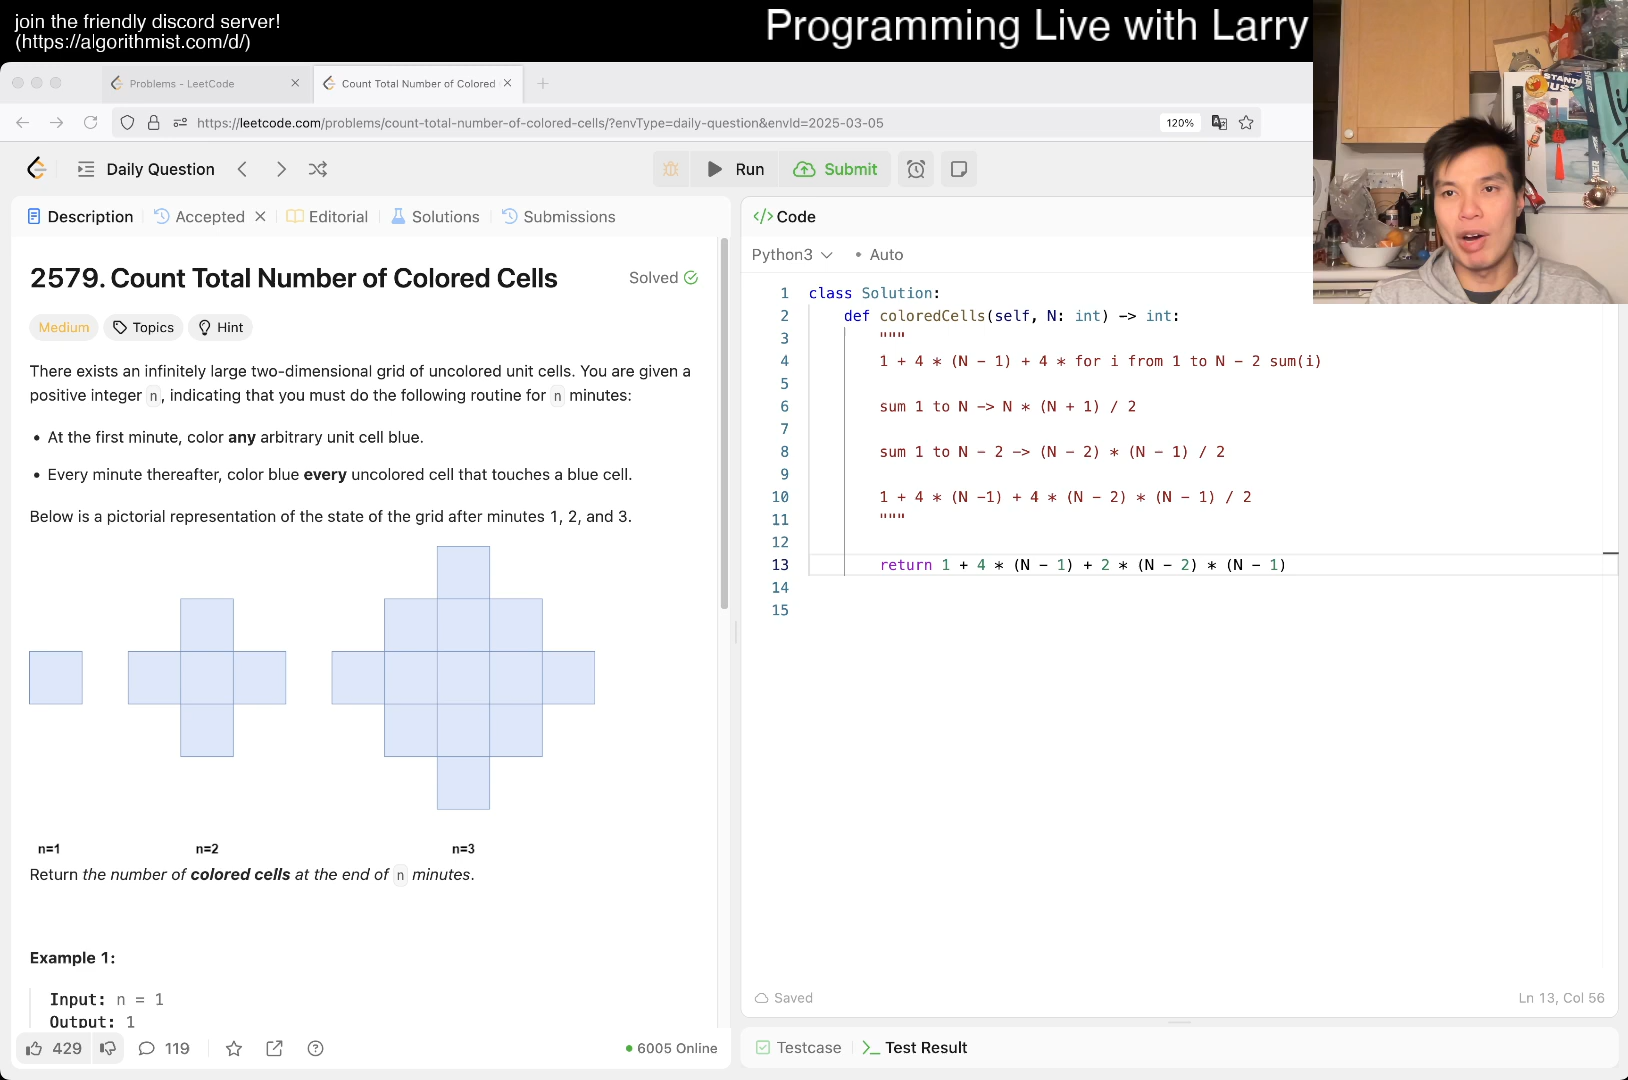 join the friendly discord server!
(https://algorithmist.com/d/)
Programming Live with Larry
Problems - LeetCode
Count Total Number of Colored
https://leetcode.com/problems/count-total-number-of-colored-cells/?envType=daily-question&envId=2025-03-05
120%
Daily Question
Run
Submit
Description
Accepted
Editorial
Solutions
Submissions
2579. Count Total Number of Colored Cells
Solved
Medium
Topics
Hint
There exists an infinitely large two-dimensional grid of uncolored unit cells. You are given a
positive integer n, indicating that you must do the following routine for n minutes:
• At the first minute, color any arbitrary unit cell blue.
• Every minute thereafter, color blue every uncolored cell that touches a blue cell.
Below is a pictorial representation of the state of the grid after minutes 1, 2, and 3.
n=1
n=2
n=3
Return the number of colored cells at the end of n minutes.
Example 1:
Input: n = 1
Output: 1
429
119
6005 Online
</> Code
Python3
• Auto
1 class Solution:
2 def coloredCells(self, N: int) -> int:
3 """
4 1 + 4 * (N - 1) + 4 * for i from 1 to N - 2 sum(i)
5
6 sum 1 to N -> N * (N + 1) / 2
7
8 sum 1 to N - 2 -> (N - 2) * (N - 1) / 2
9
10 1 + 4 * (N -1) + 4 * (N - 2) * (N - 1) / 2
11 """
12
13 return 1 + 4 * (N - 1) + 2 * (N - 2) * (N - 1)
14
15
Saved
Ln 13, Col 56
Testcase
Test Result
STAND
US